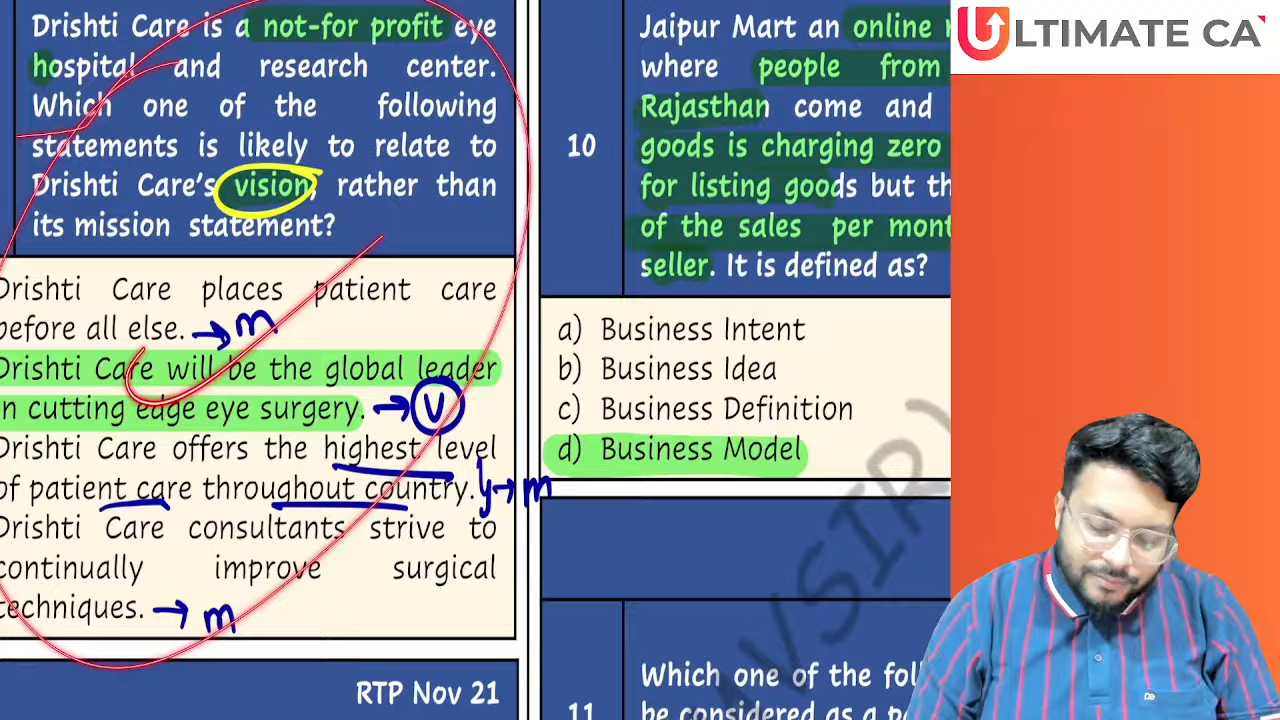 Drishti Care is a not-for profit eye
hospital and research center.
Which one of the following
statements is likely to relate to
Drishti Care's vision, rather than
its mission statement?
Drishti Care places patient care
before all else. → m
Drishti Care will be the global leader
in cutting edge eye surgery. → V
Drishti Care offers the highest level
of patient care throughout country. → m
Drishti Care consultants strive to
continually improve surgical
techniques. → m
RTP Nov 21
10
Jaipur Mart an online
where people from
Rajasthan come and
goods is charging zero
for listing goods but
of the sales per
seller. It is defined as?
a) Business Intent
b) Business Idea
c) Business Definition
d) Business Model
11
Which one of the
be considered as a
AVSIR)
ULTIMATE CA